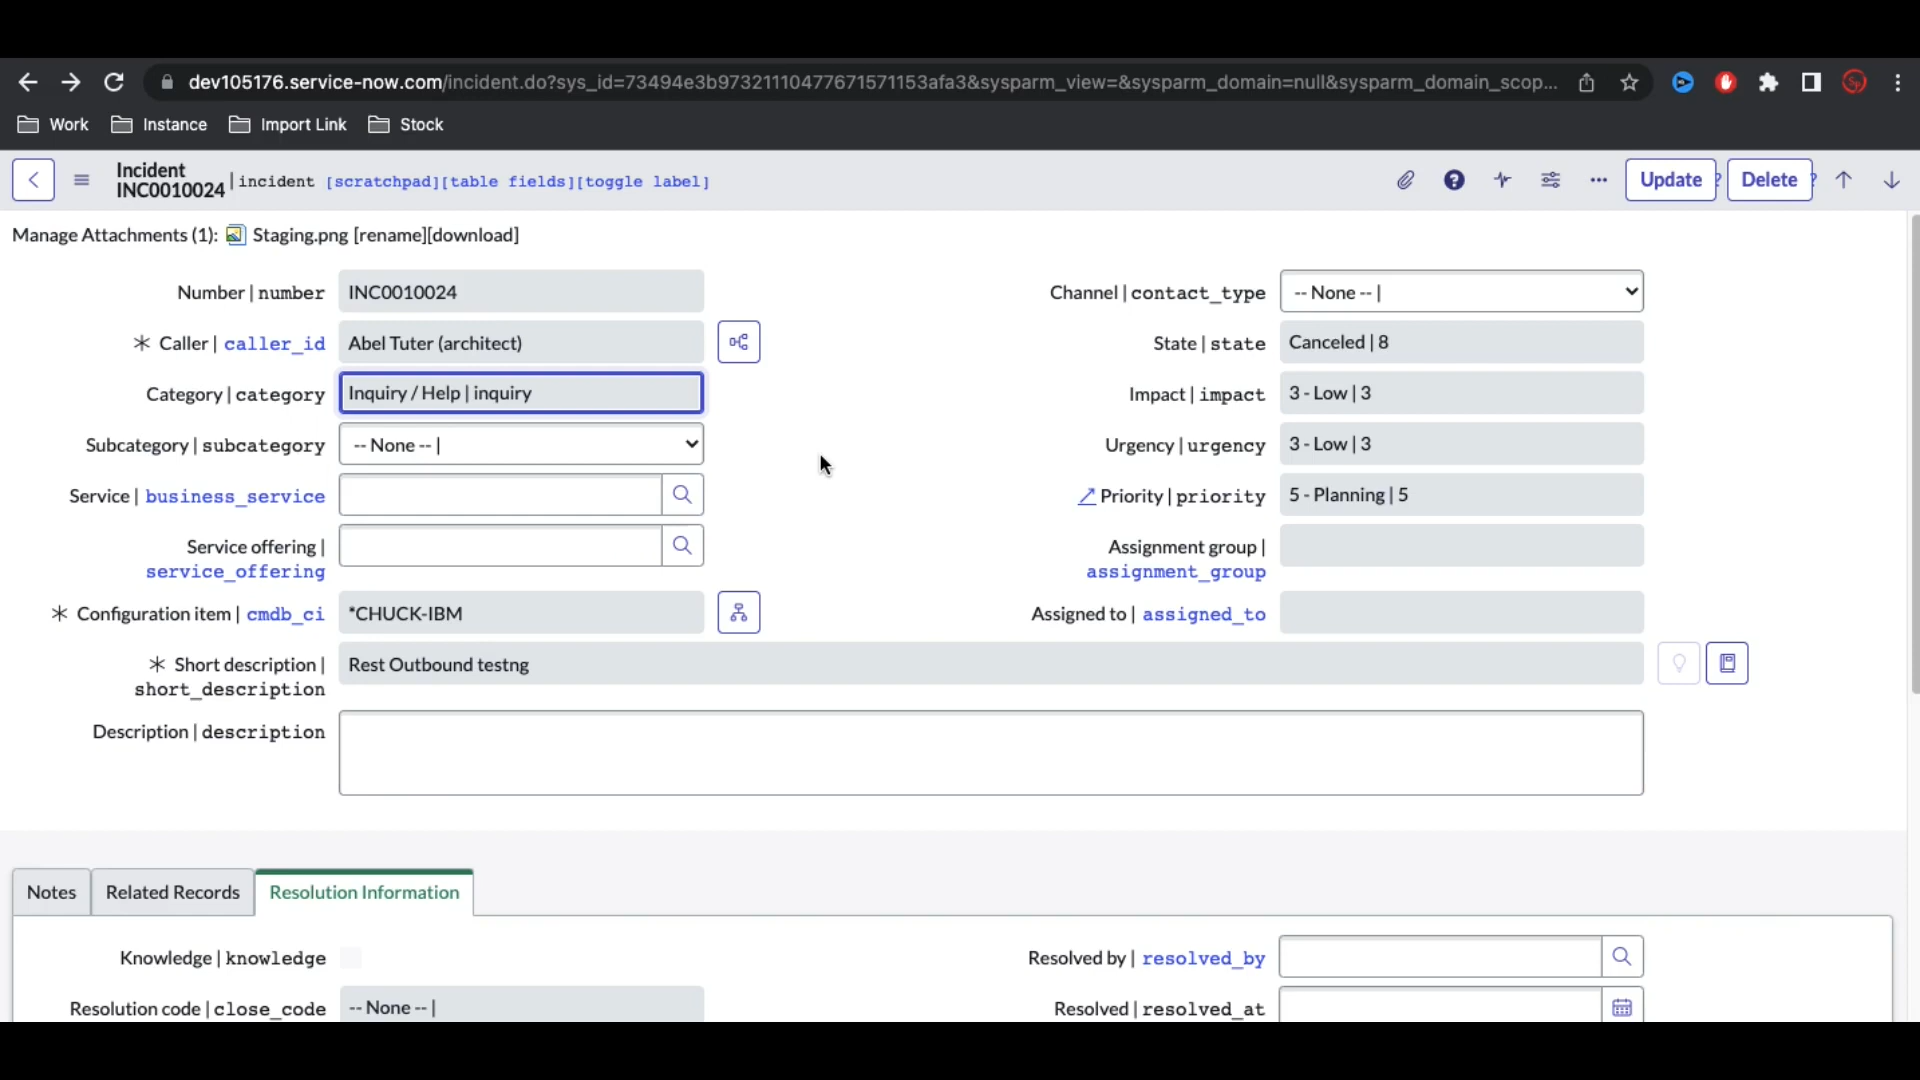 dev105176.service-now.com/incident.do?sys_id=73494e3b97321110477671571153afa3&sysparm_view=&sysparm_domain=null&sysparm_domain_scop...
Work Instance Import Link Stock
Incident
INC0010024 | incident [scratchpad][table fields][toggle label] Update ? Delete ?
Manage Attachments (1): Staging.png [rename][download]
Number | number INC0010024 Channel | contact_type -- None -- |
Caller | caller_id Abel Tuter (architect) State | state Canceled | 8
Category | category Inquiry / Help | inquiry Impact | impact 3 - Low | 3
Subcategory | subcategory -- None -- | Urgency | urgency 3 - Low | 3
Service | business_service Priority | priority 5 - Planning | 5
Service offering | Assignment group |
service_offering assignment_group
Configuration item | cmdb_ci *CHUCK-IBM Assigned to | assigned_to
Short description | Rest Outbound testng
short_description
Description | description
Notes Related Records Resolution Information
Knowledge | knowledge Resolved by | resolved_by
Resolution code | close_code -- None -- | Resolved | resolved_at